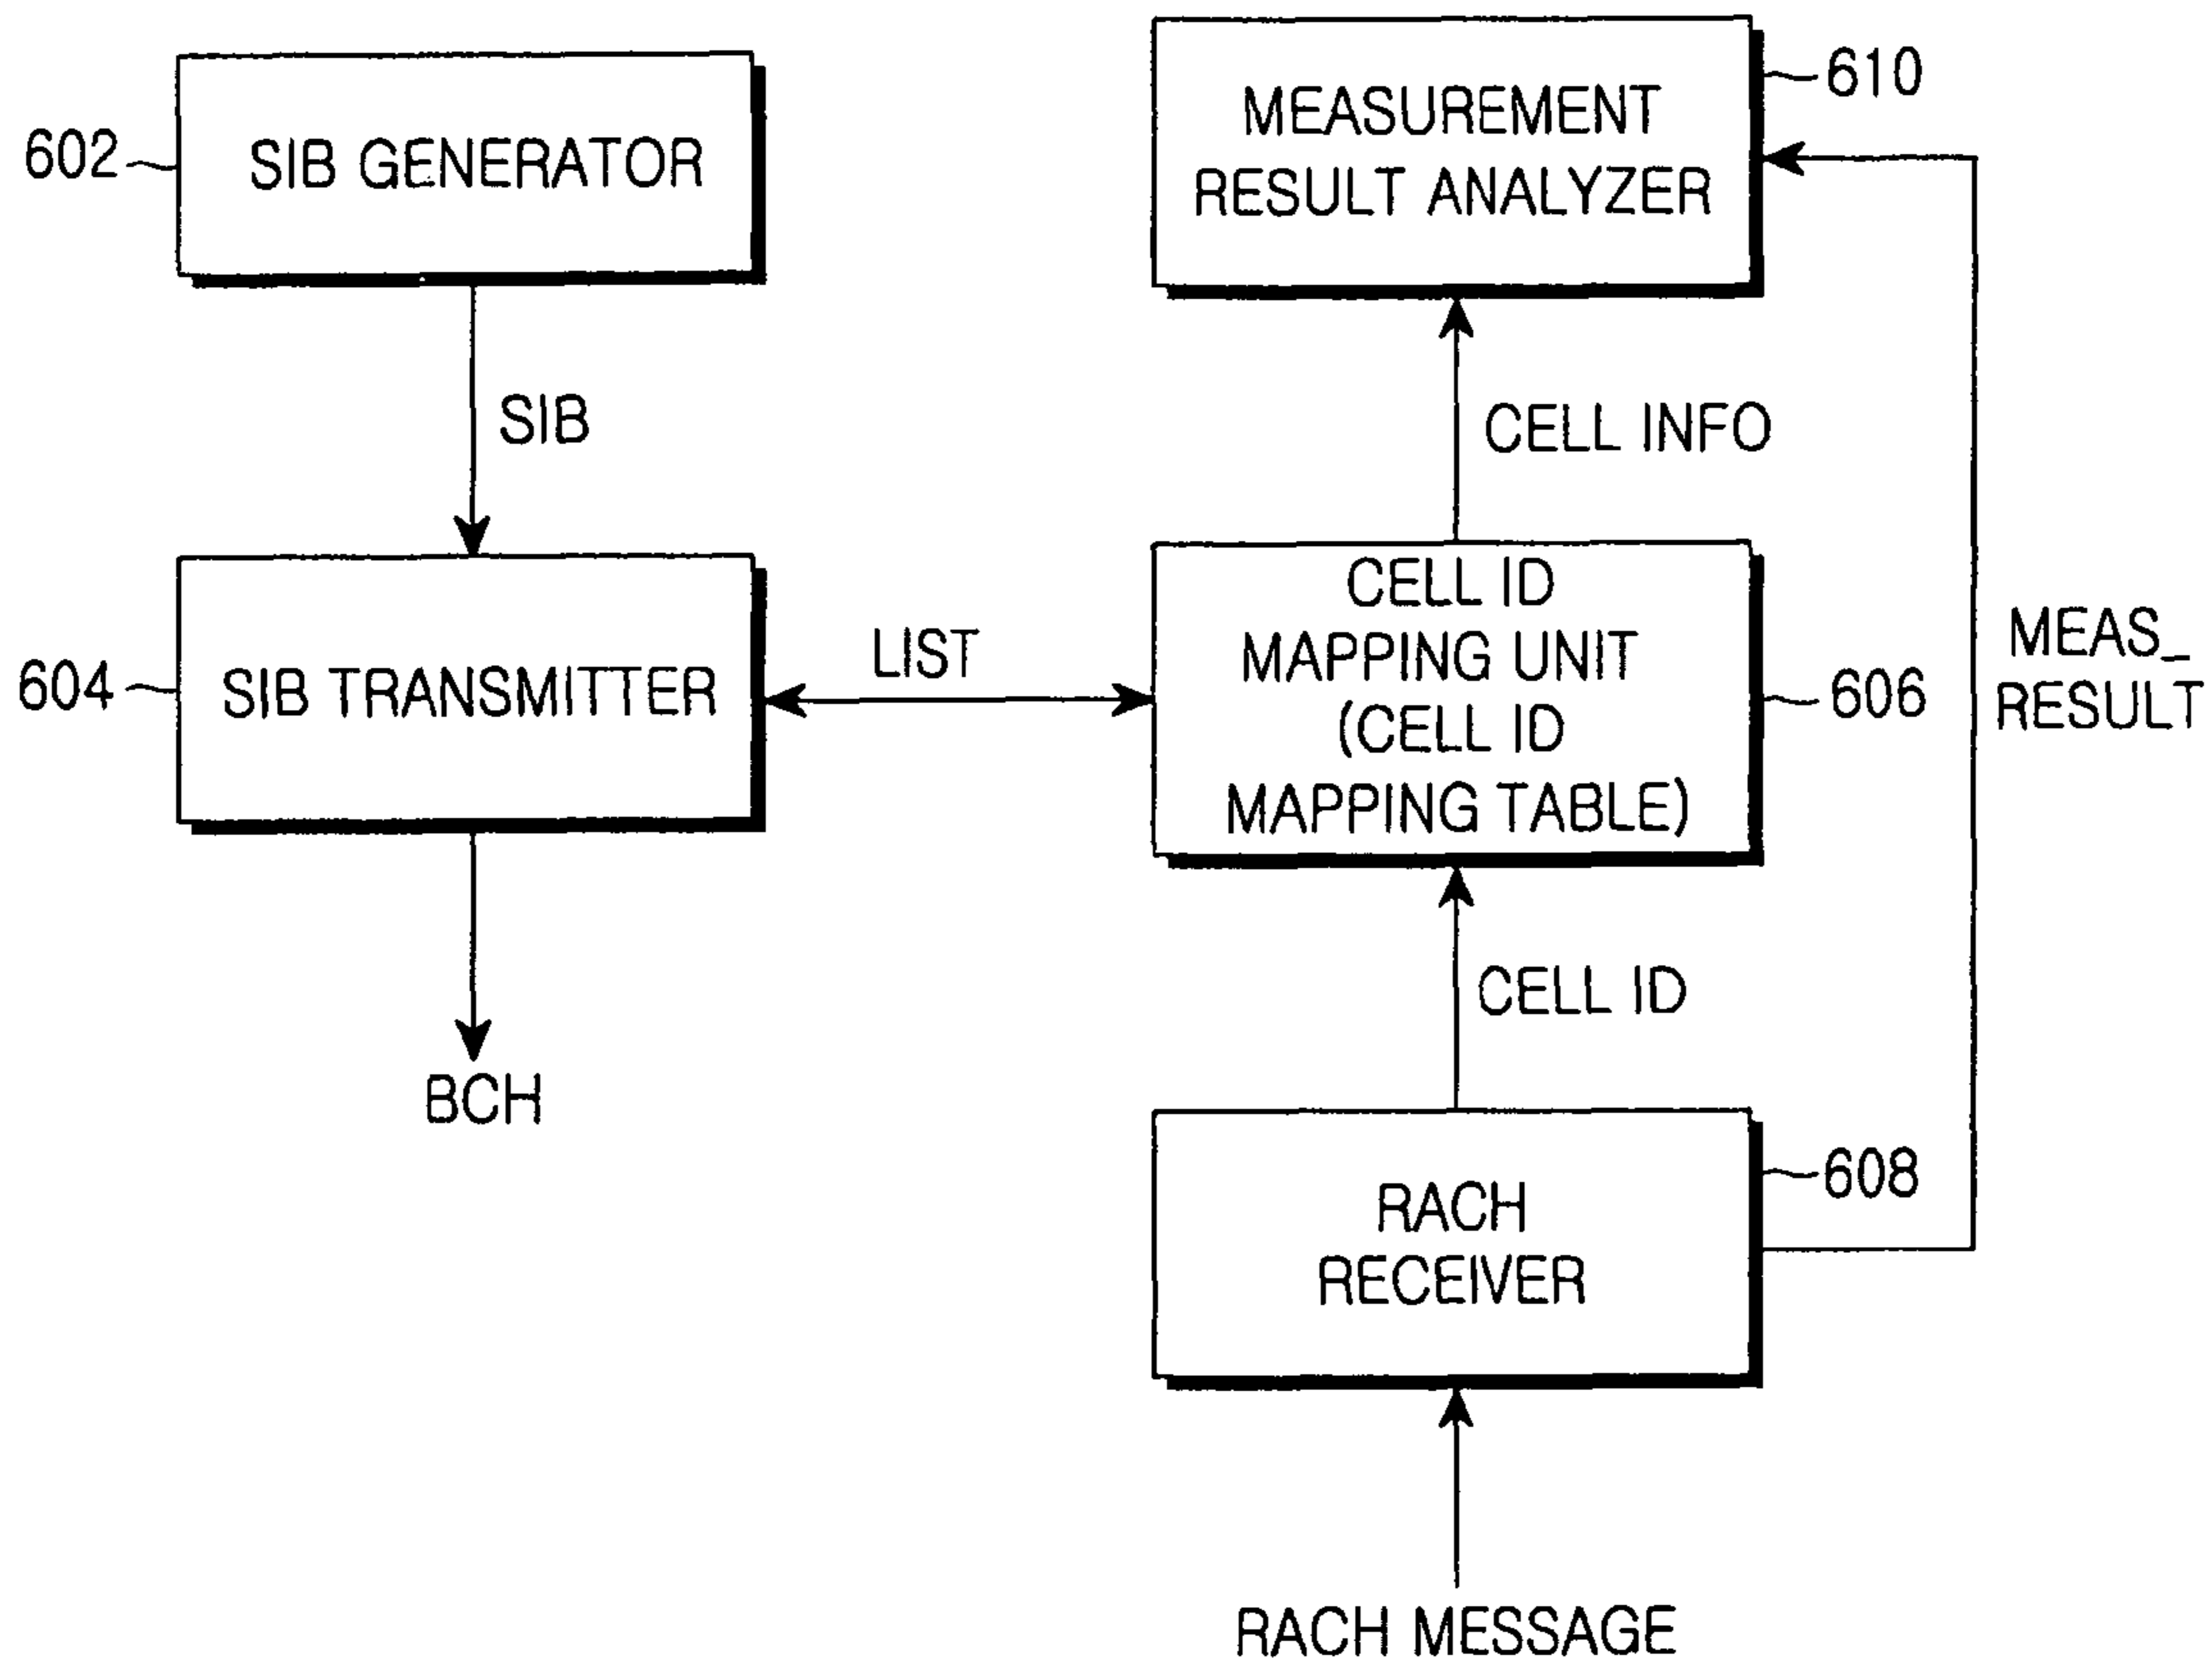 602
SIB GENERATOR
SIB
604
SIB TRANSMITTER
BCH
LIST
610
MEASUREMENT
RESULT ANALYZER
CELL INFO
CELL ID
MAPPING UNIT
(CELL ID
MAPPING TABLE)
606
MEAS_
RESULT
CELL ID
608
RACH
RECEIVER
RACH MESSAGE